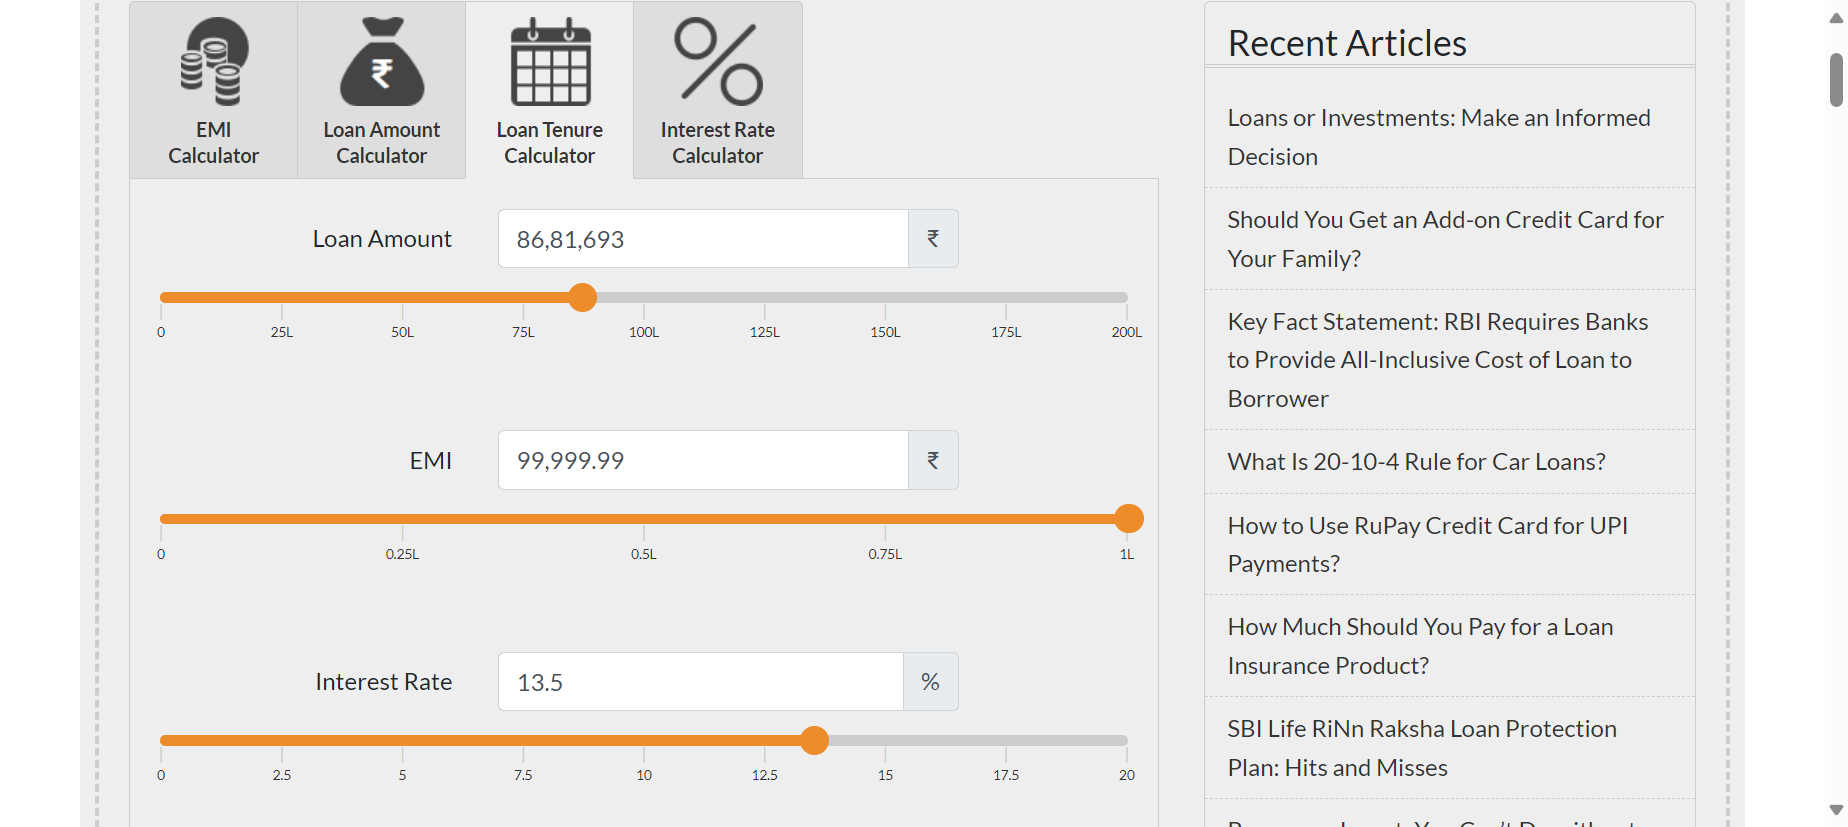 EMI
Calculator
Loan Amount
Calculator
Loan Tenure
Calculator
Interest Rate
Calculator
Loan Amount
86,81,693
₹
0 25L 50L 75L 100L 125L 150L 175L 200L
EMI
99,999.99
₹
0 0.25L 0.5L 0.75L 1L
Interest Rate
13.5
%
0 2.5 5 7.5 10 12.5 15 17.5 20
Recent Articles
Loans or Investments: Make an Informed
Decision
Should You Get an Add-on Credit Card for
Your Family?
Key Fact Statement: RBI Requires Banks
to Provide All-Inclusive Cost of Loan to
Borrower
What Is 20-10-4 Rule for Car Loans?
How to Use RuPay Credit Card for UPI
Payments?
How Much Should You Pay for a Loan
Insurance Product?
SBI Life RiNn Raksha Loan Protection
Plan: Hits and Misses